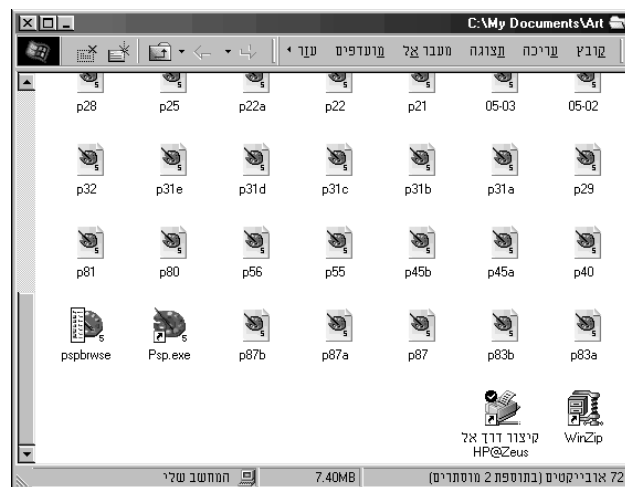 C:\My Documents\Art
קובץ עריכה תצוגה מעבר אל מועדפים עזר
05-02 05-03 p21 p22 p22a p25 p28
p29 p31a p31b p31c p31d p31e p32
p40 p45a p45b p55 p56 p80 p81
p83a p83b p87 p87a p87b Psp.exe pspbrwse
WinZip קיצור דרך אל
HP@Zeus
72 אובייקטים (בתוספת 2 מוסתרים) 7.40MB המחשב שלי